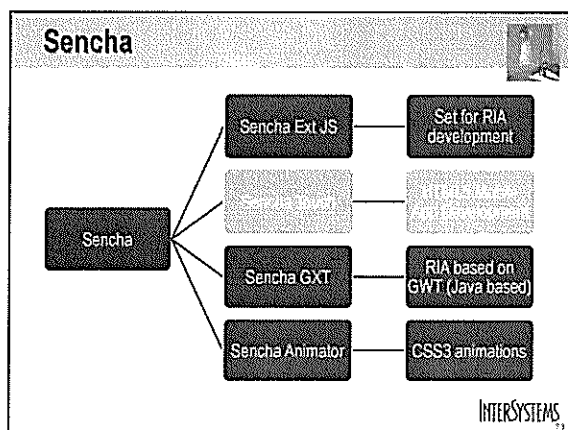 Sencha
Sencha Ext JS
Set for RIA
development
Sencha
Sencha GXT
RIA based on
GWT (Java based)
Sencha Animator
CSS3 animations
INTERSYSTEMS